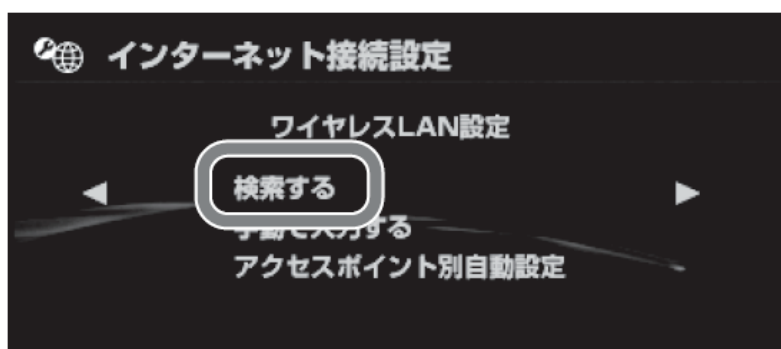 インターネット接続設定
ワイヤレスLAN設定
検索する
手動で入力する
アクセスポイント別自動設定